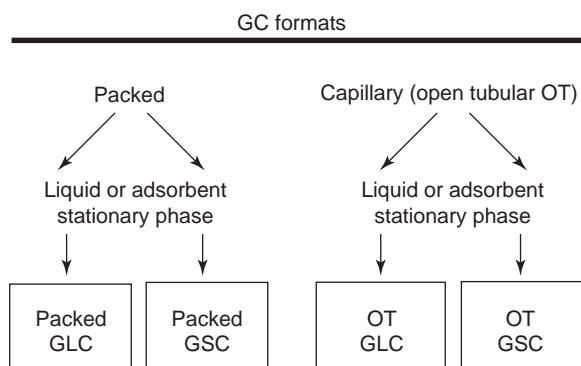 GC formats
Packed
Capillary (open tubular OT)
Liquid or adsorbent
stationary phase
Liquid or adsorbent
stationary phase
Packed
GLC
Packed
GSC
OT
GLC
OT
GSC